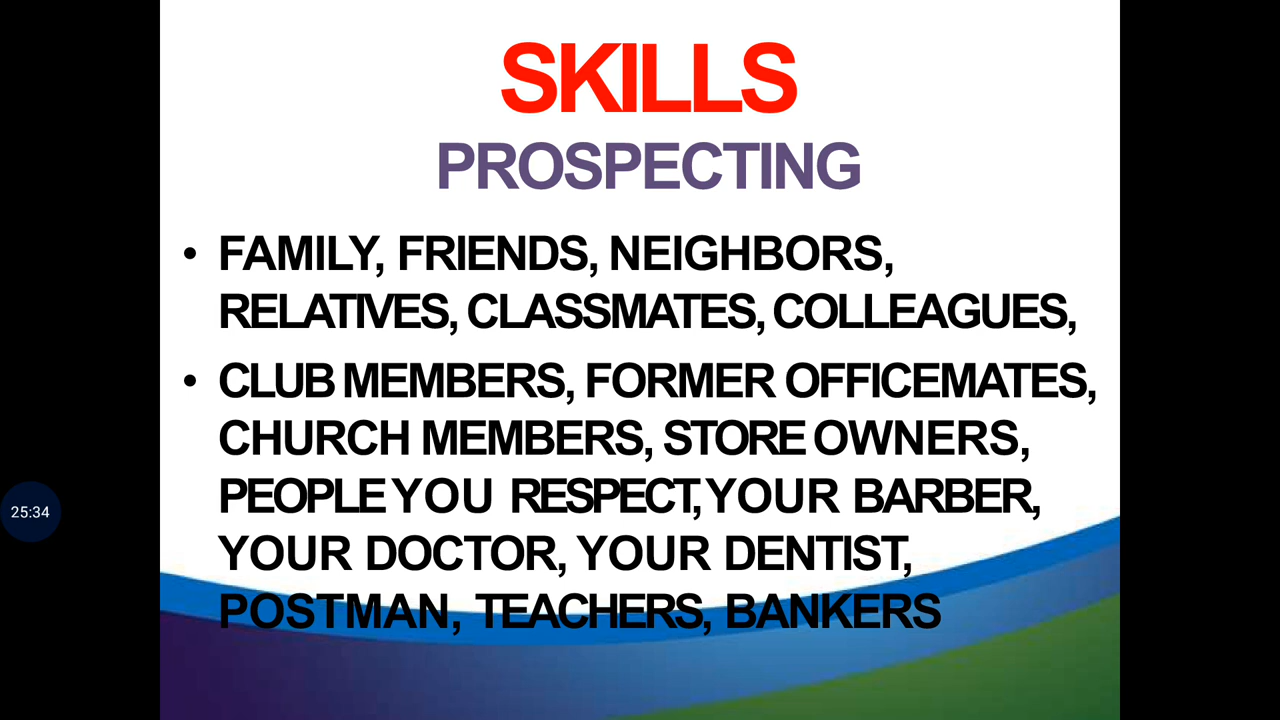 SKILLS
PROSPECTING
• FAMILY, FRIENDS, NEIGHBORS,
RELATIVES, CLASSMATES, COLLEAGUES,
• CLUB MEMBERS, FORMER OFFICEMATES,
CHURCH MEMBERS, STORE OWNERS,
PEOPLE YOU RESPECT, YOUR BARBER,
25:34
YOUR DOCTOR, YOUR DENTIST,
POSTMAN, TEACHERS, BANKERS